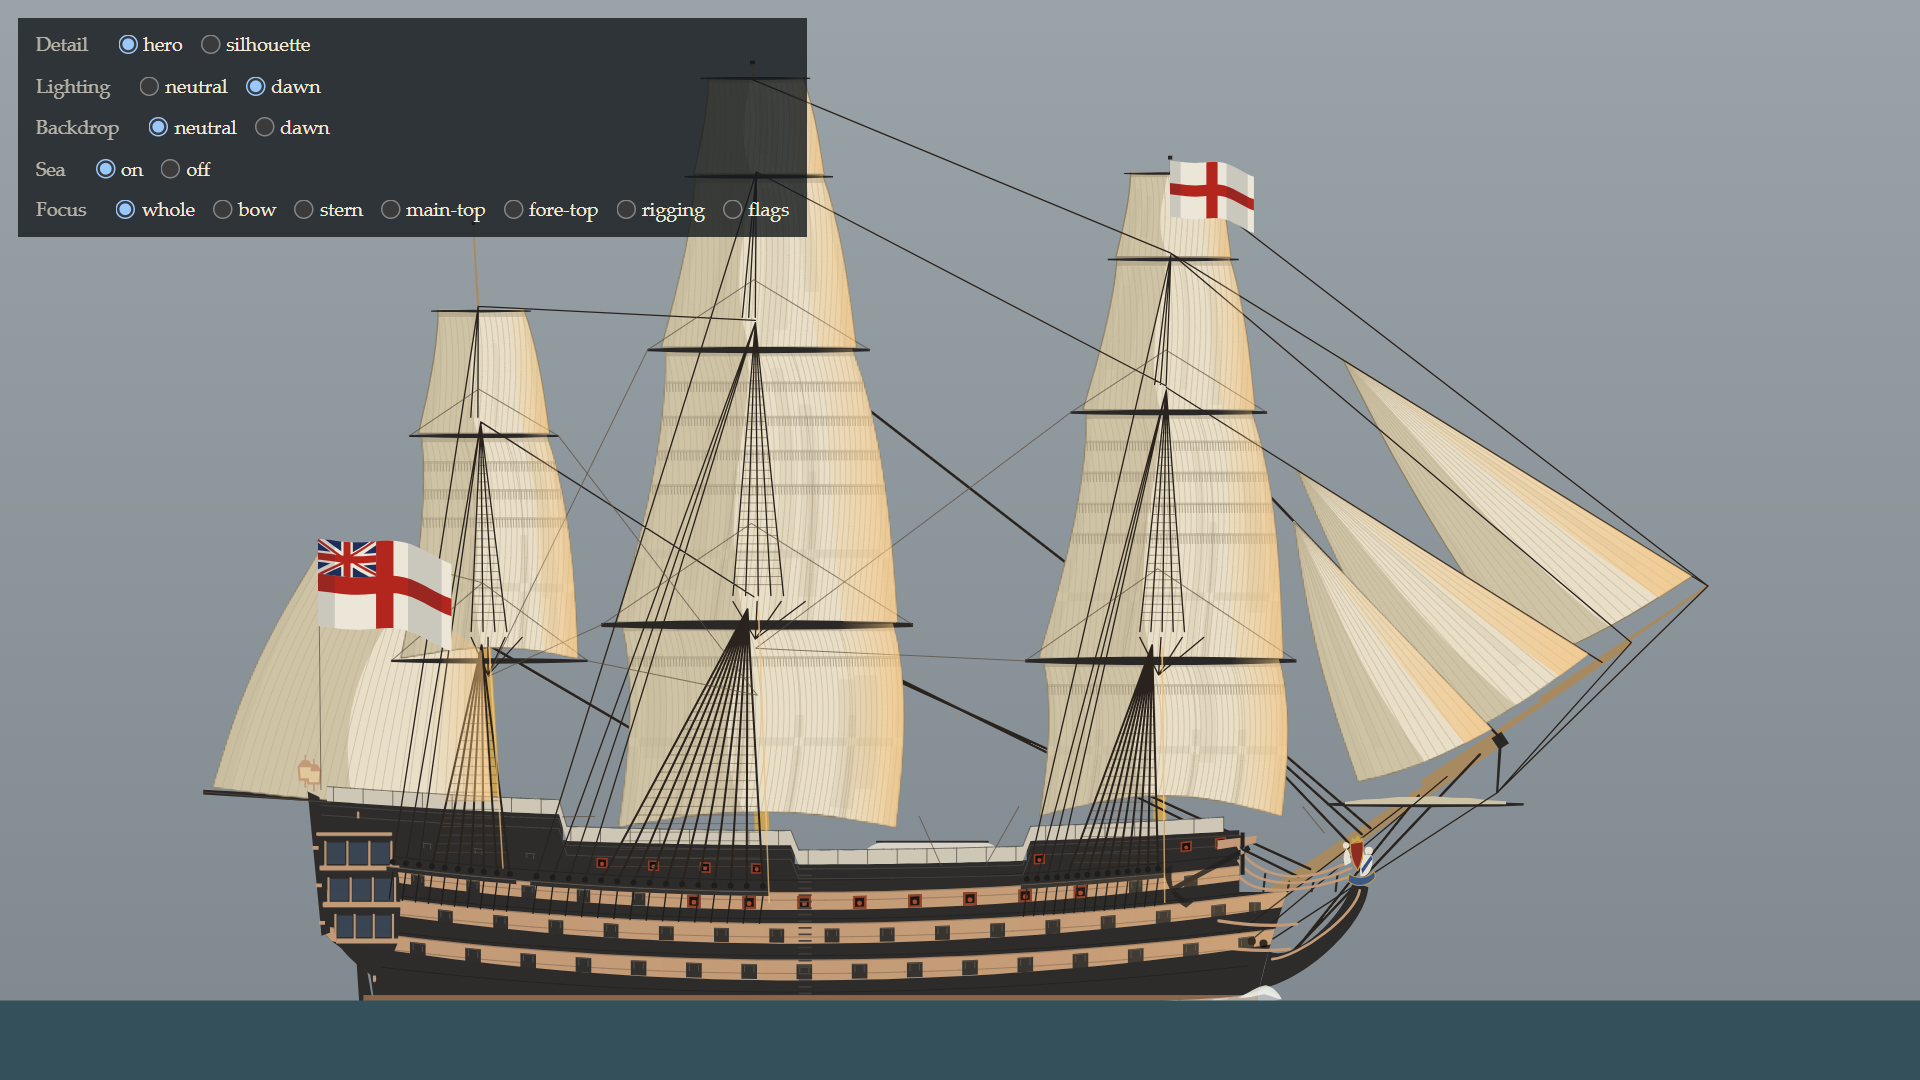 Detail hero silhouette
Lighting neutral dawn
Backdrop neutral dawn
Sea on off
Focus whole bow stern main-top fore-top rigging flags